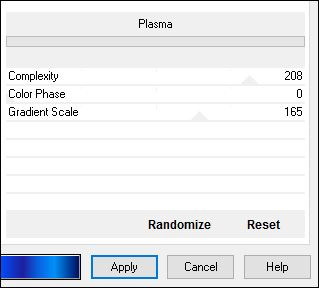 Plasma
Complexity 208
Color Phase 0
Gradient Scale 165
Randomize Reset
Apply Cancel Help